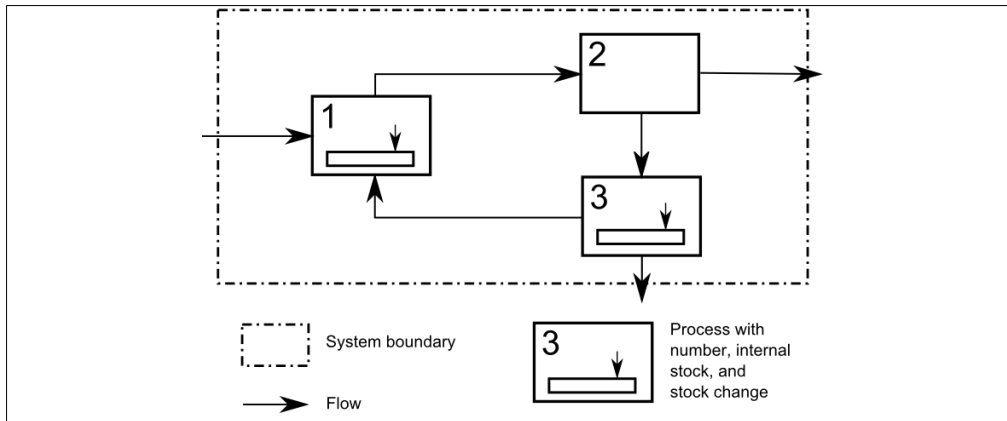 1
2
3
System boundary
Flow
3
Process with
number, internal
stock, and
stock change